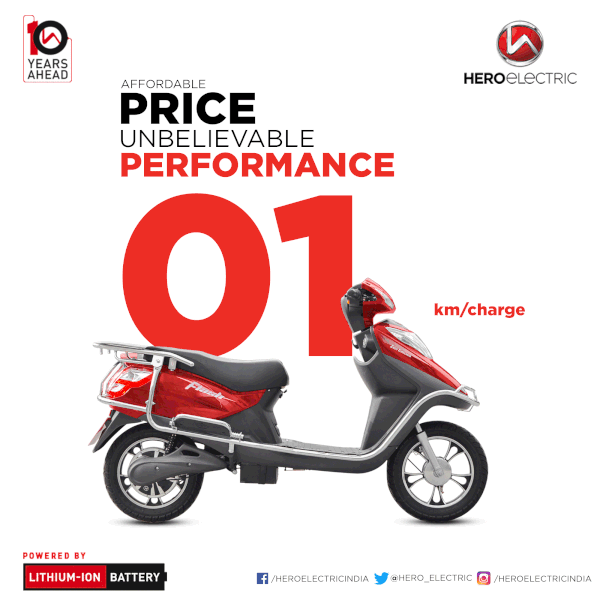 10
YEARS
AHEAD
HEROELECTRIC
AFFORDABLE
PRICE
UNBELIEVABLE
PERFORMANCE
01
km/charge
Flash
POWERED BY
LITHIUM-ION BATTERY
/HEROELECTRICINDIA @HERO_ELECTRIC /HEROELECTRICINDIA